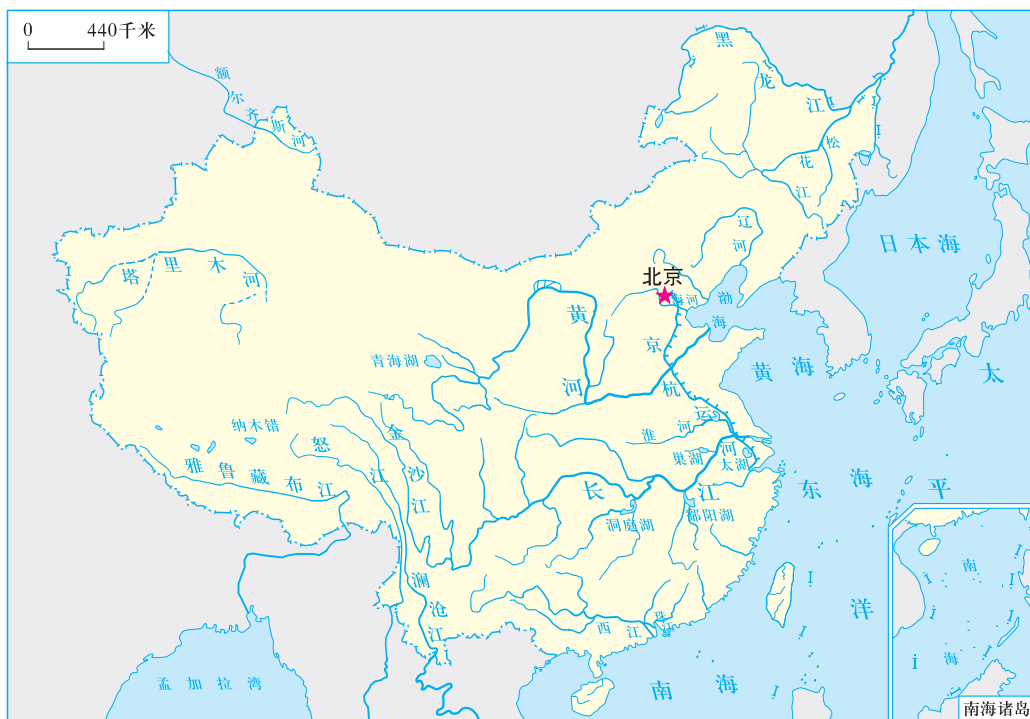 0 440千米
额尔齐斯河
黑龙江
松花江
辽河
日本海
塔里木河
北京
海河
渤海
黄河
京杭运河
青海湖
黄海
太平洋
纳木错
怒江
金沙江
淮河
巢湖
太湖
雅鲁藏布江
长江
东海
洞庭湖
鄱阳湖
澜沧江
珠江
西江
孟加拉湾
南海
南海
南海诸岛